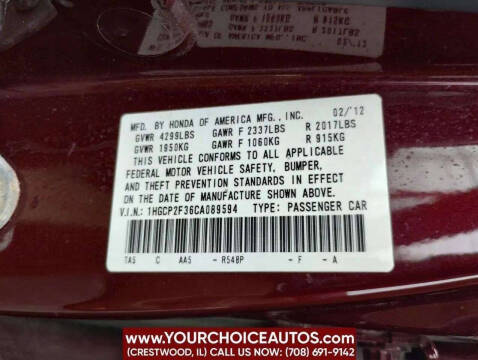 MFD. BY HONDA OF AMERICA MFG., INC. 02/12
GVWR 4299LBS GAWR F 2337LBS R 2017LBS
GVWR 1950KG GAWR F 1060KG R 915KG
THIS VEHICLE CONFORMS TO ALL APPLICABLE
FEDERAL MOTOR VEHICLE SAFETY, BUMPER,
AND THEFT PREVENTION STANDARDS IN EFFECT
ON THE DATE OF MANUFACTURE SHOWN ABOVE.
V.I.N.: 1HGCP2F36CA089594 TYPE: PASSENGER CAR
TA5 C AA5 - R548P - F - A
WWW.YOURCHOICEAUTOS.COM
(CRESTWOOD, IL) CALL US NOW: (708) 691-9142